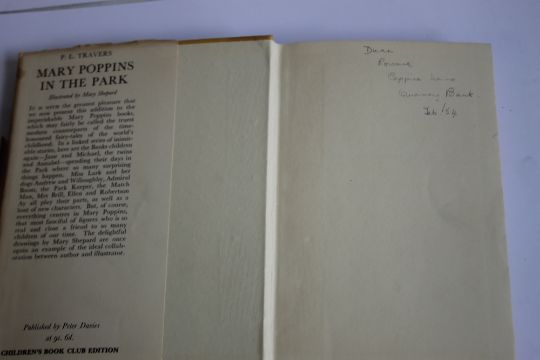 P. L. TRAVERS
MARY POPPINS
IN THE PARK
Illustrated by Mary Shepard
It is with the greatest pleasure that
we now present this addition to the
imperishable Mary Poppins books,
which may fairly be called the truest
modern counterparts of the time-
honoured fairy-tales of the world's
childhood. In a linked series of inimit-
able stories, here are the Banks children
again—Jane and Michael, the twins
and Annabel—spending their days in
the Park where so many surprising
things happen. Miss Lark and her
dogs Andrew and Willoughby, Admiral
Boom, the Park Keeper, the Match
Man, Mrs Brill, Ellen and Robertson
Ay all play their parts, as well as a
host of new characters. But, of course,
everything centres in Mary Poppins,
that most fanciful of figures who is so
real and close a friend to so many
children of our time. The delightful
drawings by Mary Shepard are once
again an example of the ideal collab-
oration between author and illustrator.
Published by Peter Davies
at 9s. 6d.
CHILDREN'S BOOK CLUB EDITION
Bank
Feb/54